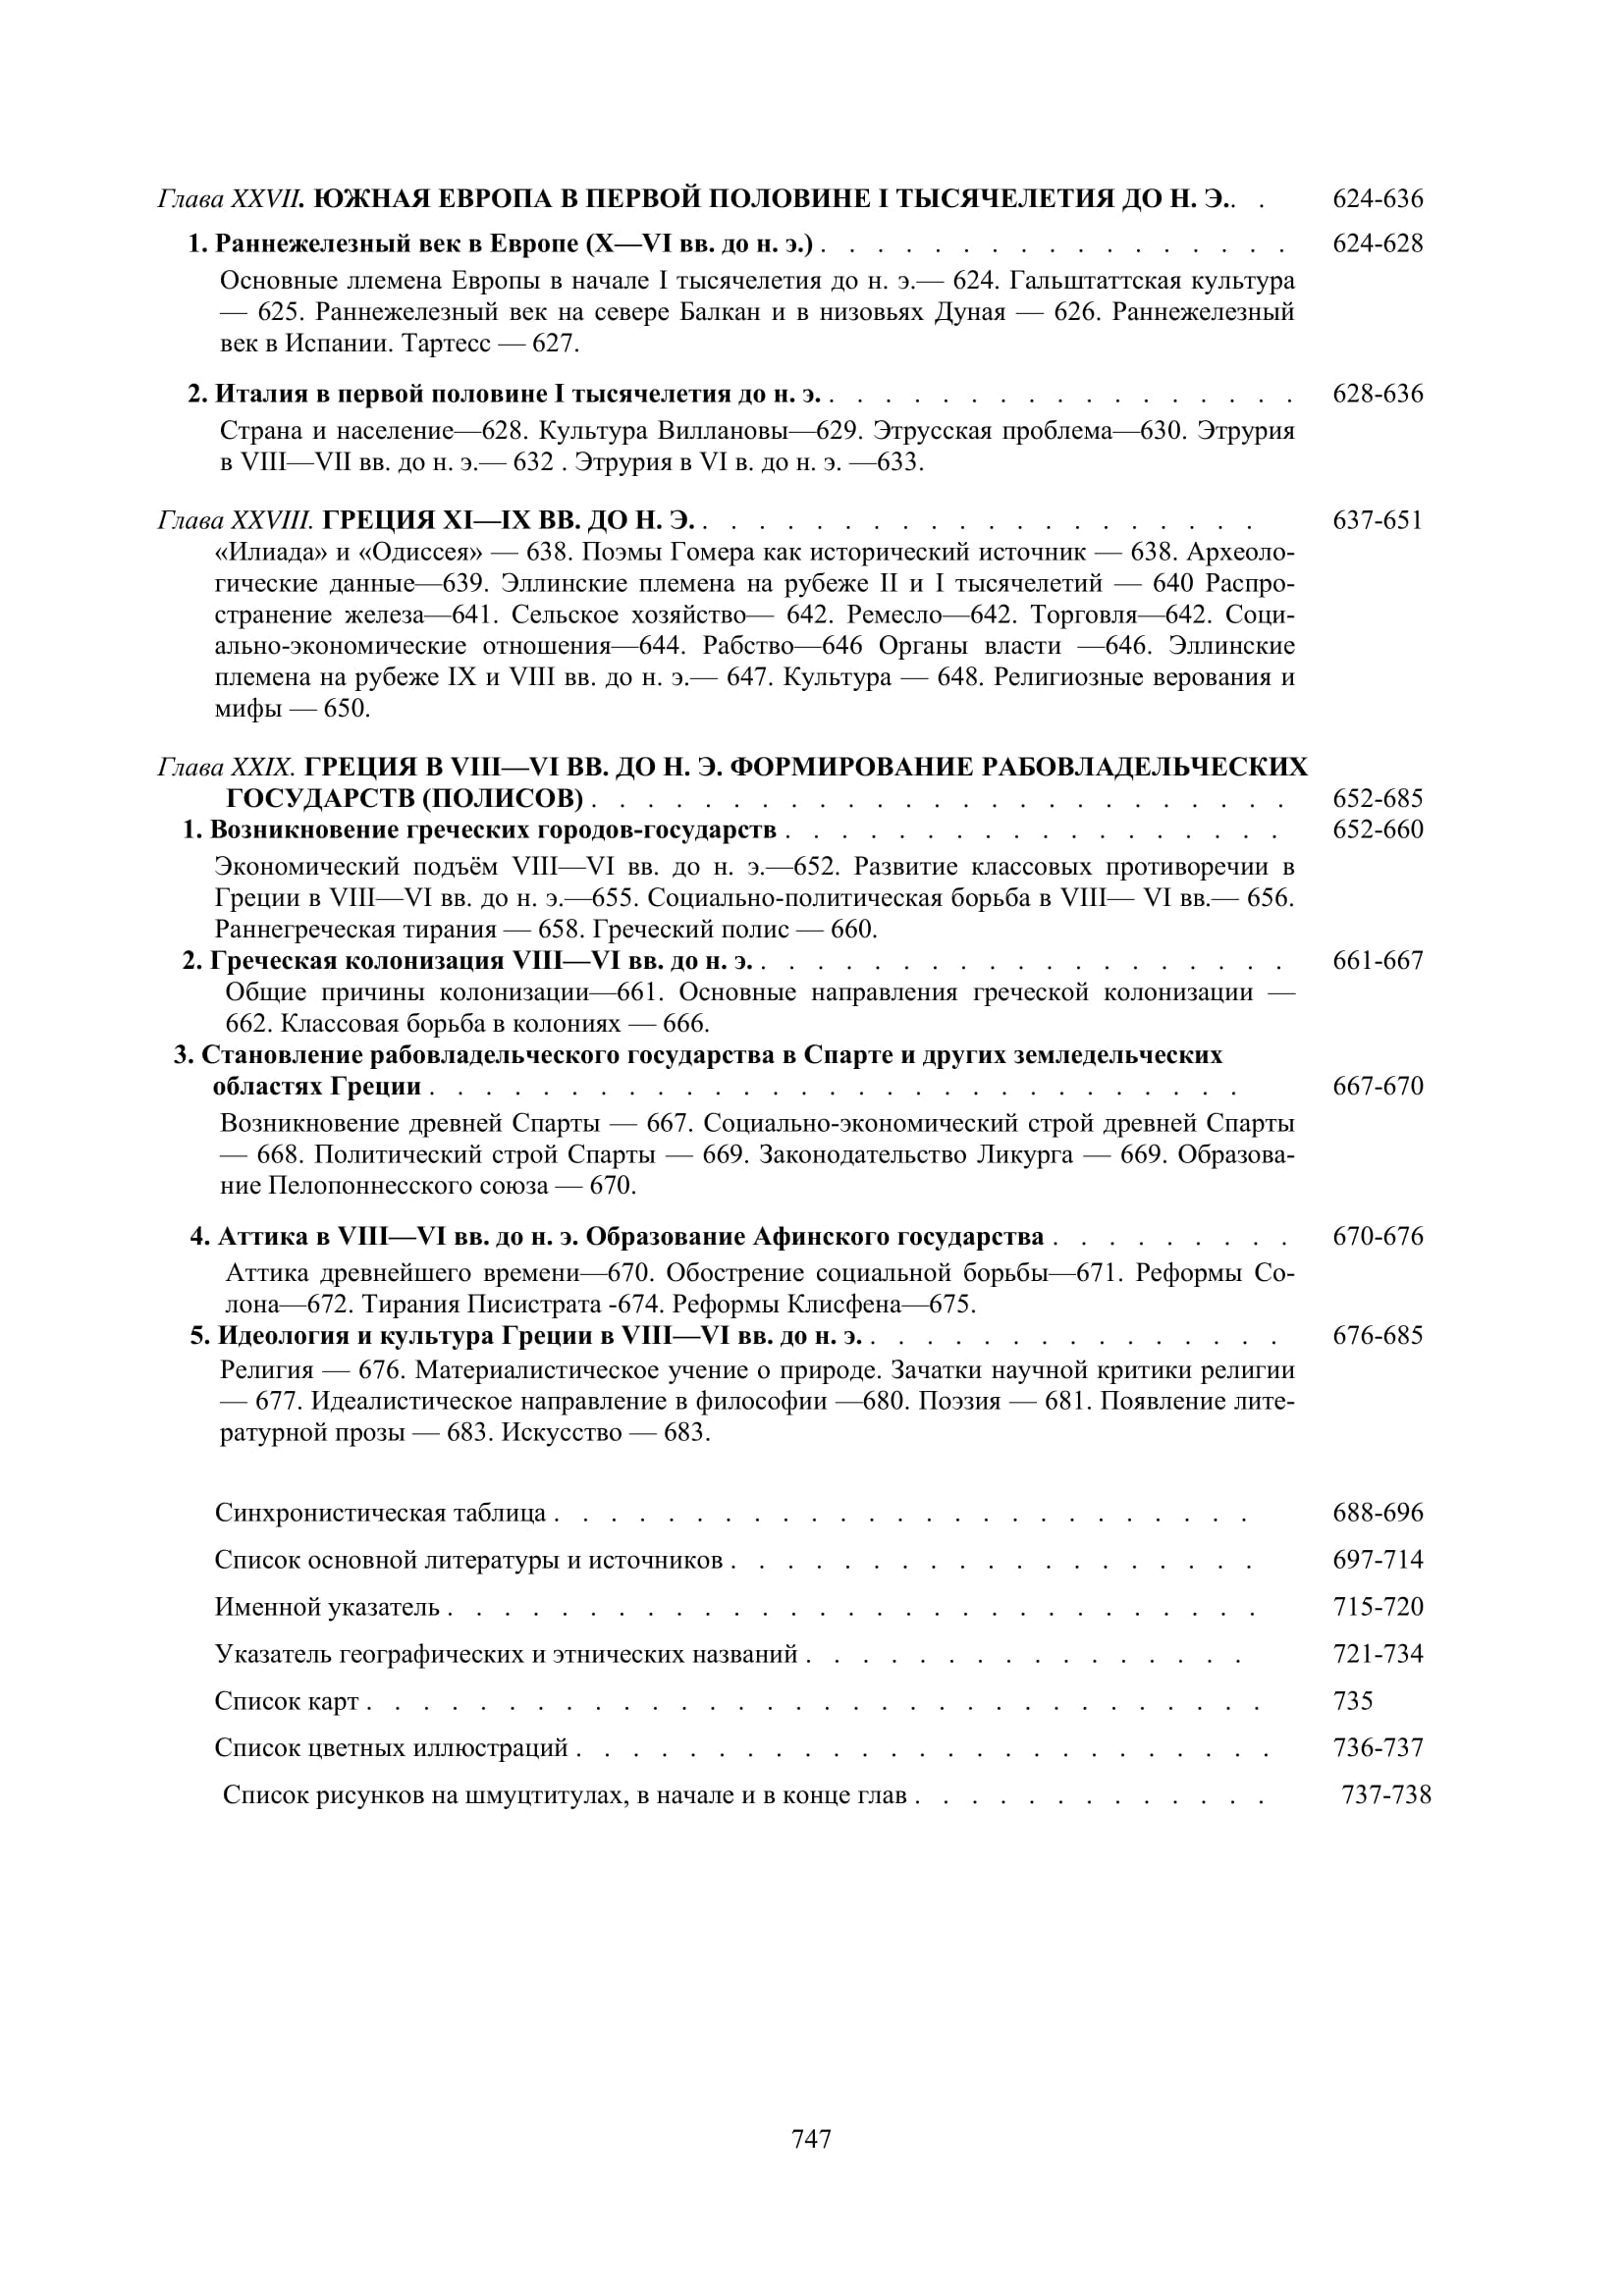 Глава XXVII. ЮЖНАЯ ЕВРОПА В ПЕРВОЙ ПОЛОВИНЕ I ТЫСЯЧЕЛЕТИЯ ДО Н. Э.. . 624-636
1. Раннежелезный век в Европе (X—VI вв. до н. э.) . . . . . . . . . . . . . . . . . 624-628
Основные ллемена Европы в начале I тысячелетия до н. э.— 624. Гальштаттская культура
— 625. Раннежелезный век на севере Балкан и в низовьях Дуная — 626. Раннежелезный
век в Испании. Тартесс — 627.
2. Италия в первой половине I тысячелетия до н. э. . . . . . . . . . . . . . . . . . 628-636
Страна и население—628. Культура Виллановы—629. Этрусская проблема—630. Этрурия
в VIII—VII вв. до н. э.— 632 . Этрурия в VI в. до н. э. —633.
Глава XXVIII. ГРЕЦИЯ XI—IX ВВ. ДО Н. Э. . . . . . . . . . . . . . . . . . . . . 637-651
«Илиада» и «Одиссея» — 638. Поэмы Гомера как исторический источник — 638. Археоло-
гические данные—639. Эллинские племена на рубеже II и I тысячелетий — 640 Распро-
странение железа—641. Сельское хозяйство— 642. Ремесло—642. Торговля—642. Соци-
ально-экономические отношения—644. Рабство—646 Органы власти —646. Эллинские
племена на рубеже IX и VIII вв. до н. э.— 647. Культура — 648. Религиозные верования и
мифы — 650.
Глава XXIX. ГРЕЦИЯ В VIII—VI ВВ. ДО Н. Э. ФОРМИРОВАНИЕ РАБОВЛАДЕЛЬЧЕСКИХ
ГОСУДАРСТВ (ПОЛИСОВ) . . . . . . . . . . . . . . . . . . . . . . . . . 652-685
1. Возникновение греческих городов-государств . . . . . . . . . . . . . . . . . . 652-660
Экономический подъём VIII—VI вв. до н. э.—652. Развитие классовых противоречии в
Греции в VIII—VI вв. до н. э.—655. Социально-политическая борьба в VIII— VI вв.— 656.
Раннегреческая тирания — 658. Греческий полис — 660.
2. Греческая колонизация VIII—VI вв. до н. э. . . . . . . . . . . . . . . . . . . . 661-667
Общие причины колонизации—661. Основные направления греческой колонизации —
662. Классовая борьба в колониях — 666.
3. Становление рабовладельческого государства в Спарте и других земледельческих
областях Греции . . . . . . . . . . . . . . . . . . . . . . . . . . . . . 667-670
Возникновение древней Спарты — 667. Социально-экономический строй древней Спарты
— 668. Политический строй Спарты — 669. Законодательство Ликурга — 669. Образова-
ние Пелопоннесского союза — 670.
4. Аттика в VIII—VI вв. до н. э. Образование Афинского государства . . . . . . . . . 670-676
Аттика древнейшего времени—670. Обострение социальной борьбы—671. Реформы Со-
лона—672. Тирания Писистрата -674. Реформы Клисфена—675.
5. Идеология и культура Греции в VIII—VI вв. до н. э. . . . . . . . . . . . . . . . 676-685
Религия — 676. Материалистическое учение о природе. Зачатки научной критики религии
— 677. Идеалистическое направление в философии —680. Поэзия — 681. Появление лите-
ратурной прозы — 683. Искусство — 683.
Синхронистическая таблица . . . . . . . . . . . . . . . . . . . . . . . . . 688-696
Список основной литературы и источников . . . . . . . . . . . . . . . . . . . 697-714
Именной указатель . . . . . . . . . . . . . . . . . . . . . . . . . . . . . 715-720
Указатель географических и этнических названий . . . . . . . . . . . . . . . . 721-734
Список карт . . . . . . . . . . . . . . . . . . . . . . . . . . . . . . . . 735
Список цветных иллюстраций . . . . . . . . . . . . . . . . . . . . . . . . . 736-737
Список рисунков на шмуцтитулах, в начале и в конце глав . . . . . . . . . . . . . 737-738
747